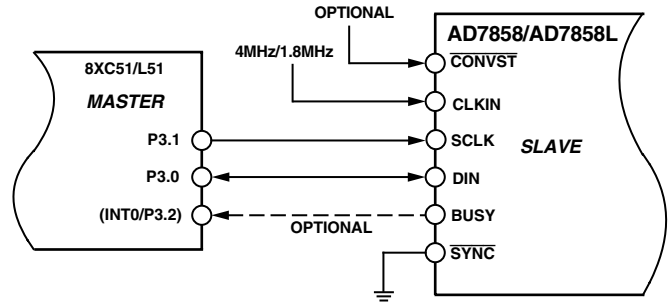 OPTIONAL
AD7858/AD7858L
4MHz/1.8MHz
CONVST
8XC51/L51
MASTER
CLKIN
P3.1
SCLK
SLAVE
P3.0
DIN
(INT0/P3.2)
BUSY
OPTIONAL
SYNC